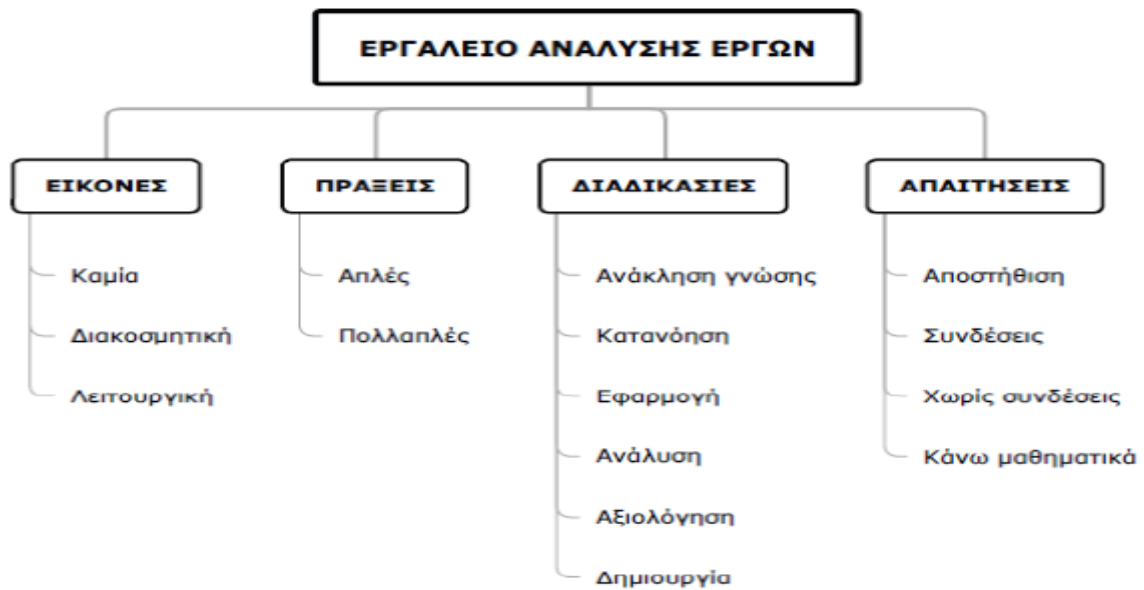 ΕΡΓΑΛΕΙΟ ΑΝΑΛΥΣΗΣ ΕΡΓΩΝ
ΕΙΚΟΝΕΣ
Καμία
Διακοσμητική
Λειτουργική
ΠΡΑΞΕΙΣ
Απλές
Πολλαπλές
ΔΙΑΔΙΚΑΣΙΕΣ
Ανάκληση γνώσης
Κατανόηση
Εφαρμογή
Ανάλυση
Αξιολόγηση
Δημιουργία
ΑΠΑΙΤΗΣΕΙΣ
Αποστήθιση
Συνδέσεις
Χωρίς συνδέσεις
Κάνω μαθηματικά